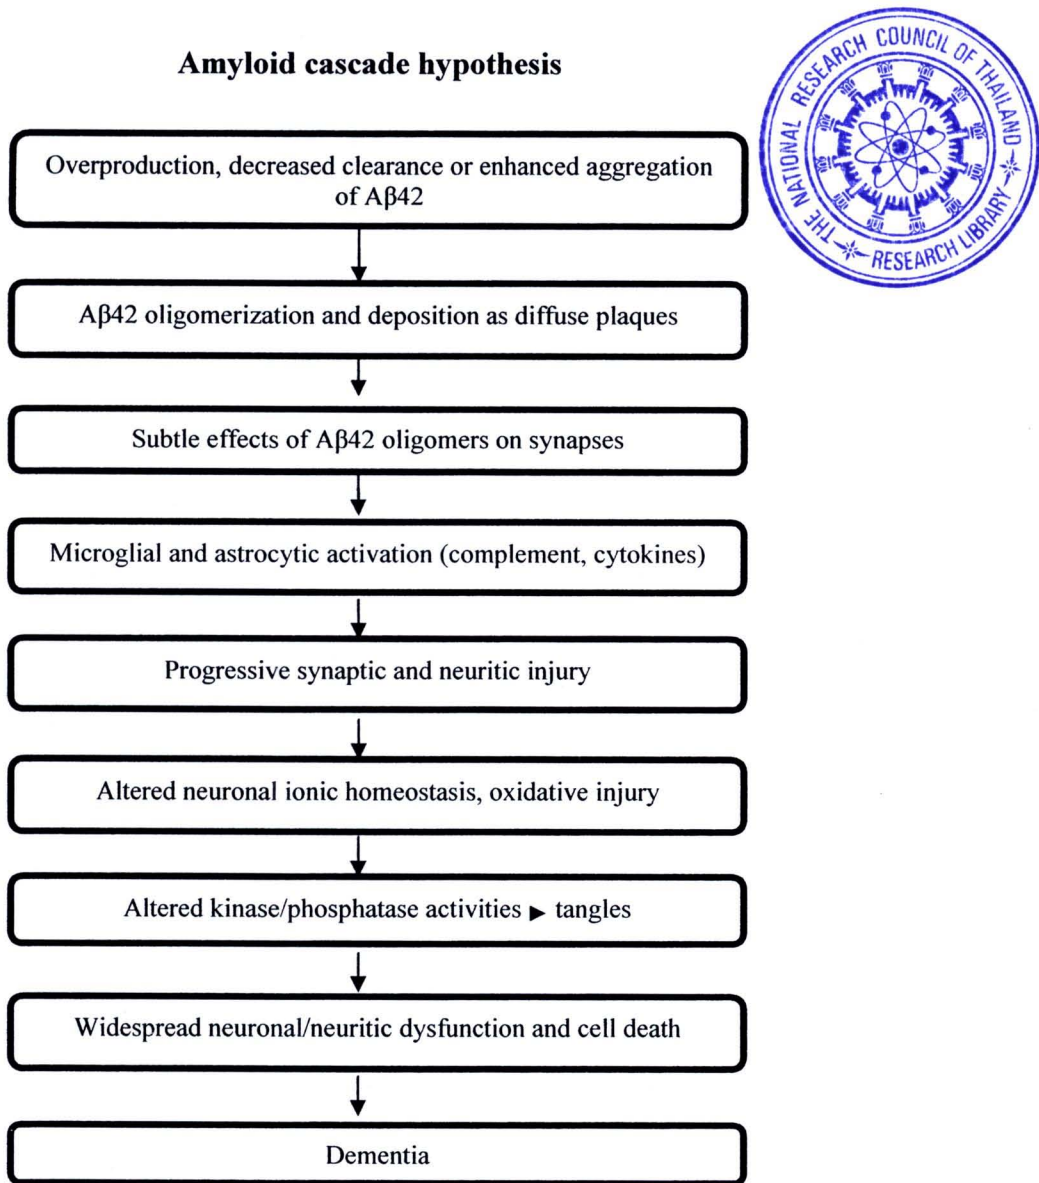 Amyloid cascade hypothesis
THE NATIONAL RESEARCH COUNCIL OF THAILAND
RESEARCH LIBRARY
Overproduction, decreased clearance or enhanced aggregation
of Aβ42
Aβ42 oligomerization and deposition as diffuse plaques
Subtle effects of Aβ42 oligomers on synapses
Microglial and astrocytic activation (complement, cytokines)
Progressive synaptic and neuritic injury
Altered neuronal ionic homeostasis, oxidative injury
Altered kinase/phosphatase activities ► tangles
Widespread neuronal/neuritic dysfunction and cell death
Dementia